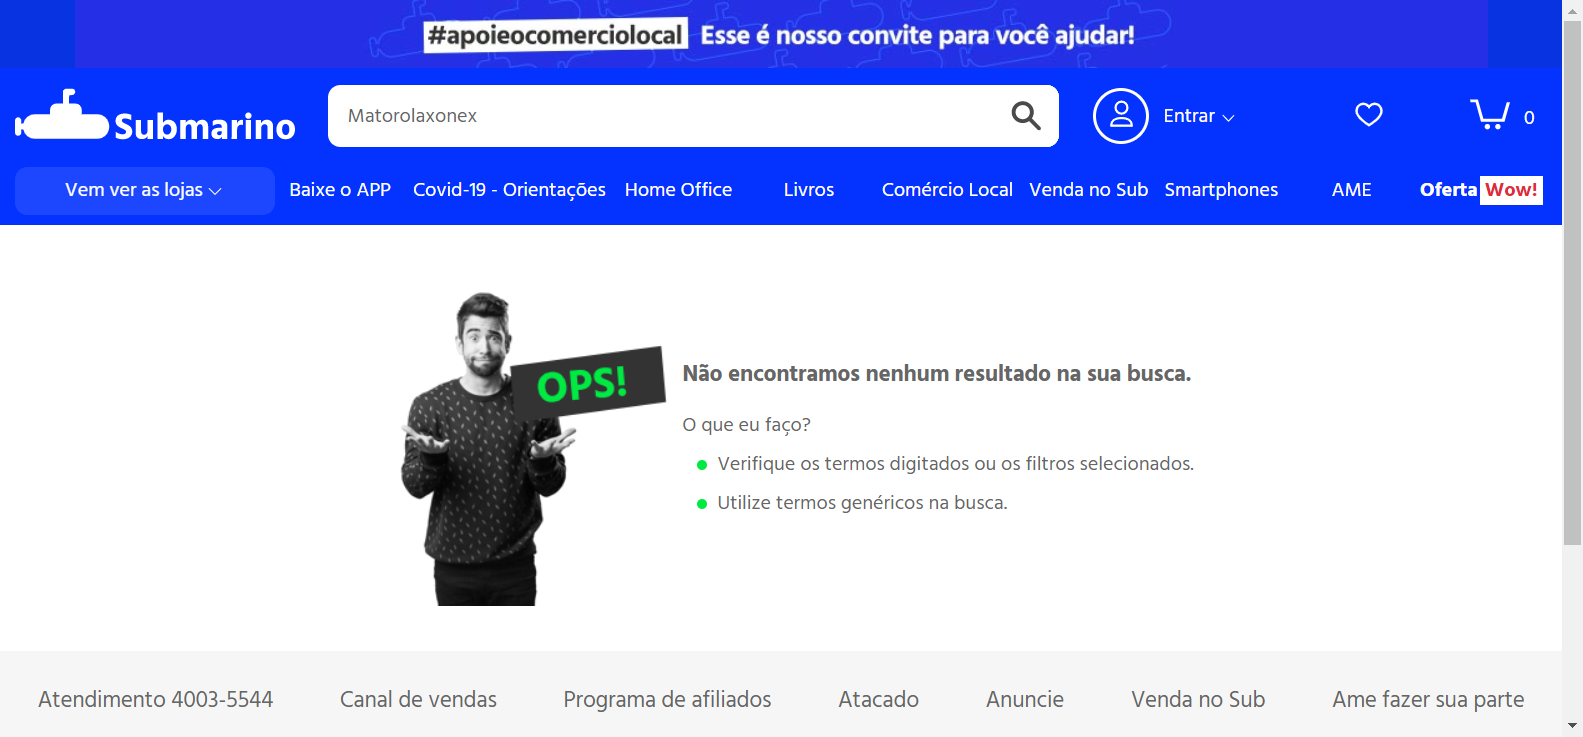 #apoieocomerciolocal Esse é nosso convite para você ajudar!
Submarino
Matorolaxonex
Entrar
0
Vem ver as lojas
Baixe o APP
Covid-19 - Orientações
Home Office
Livros
Comércio Local
Venda no Sub
Smartphones
AME
Oferta Wow!
OPS!
Não encontramos nenhum resultado na sua busca.
O que eu faço?
Verifique os termos digitados ou os filtros selecionados.
Utilize termos genéricos na busca.
Atendimento 4003-5544
Canal de vendas
Programa de afiliados
Atacado
Anuncie
Venda no Sub
Ame fazer sua parte